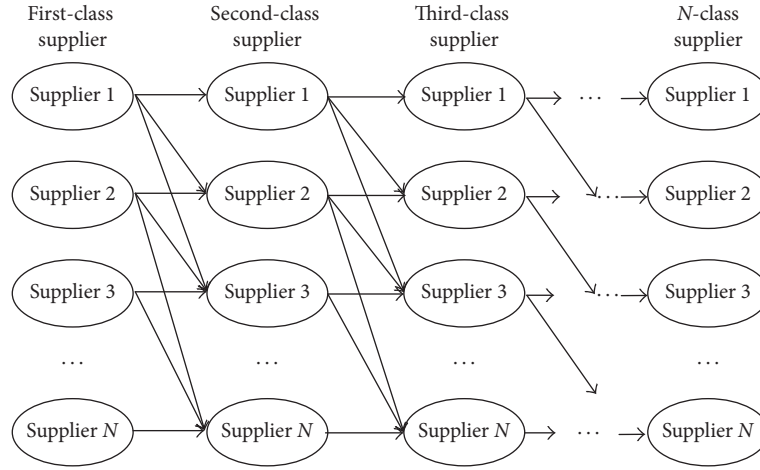 First-class
supplier
Second-class
supplier
Third-class
supplier
N-class
supplier
Supplier 1
Supplier 1
Supplier 1
...
Supplier 1
Supplier 2
Supplier 2
Supplier 2
...
Supplier 2
Supplier 3
Supplier 3
Supplier 3
...
Supplier 3
...
...
...
...
Supplier N
Supplier N
Supplier N
...
Supplier N